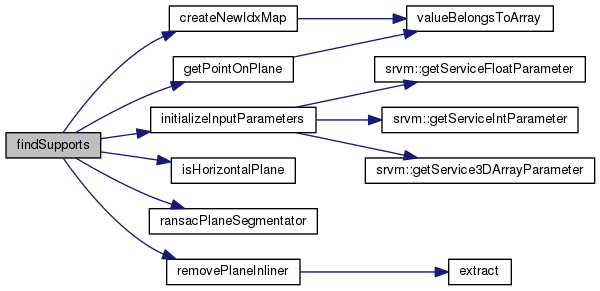 createNewIdxMap
valueBelongsToArray
getPointOnPlane
srvm::getServiceFloatParameter
initializeInputParameters
srvm::getServiceIntParameter
findSupports
isHorizontalPlane
srvm::getService3DArrayParameter
ransacPlaneSegmentator
removePlaneInliner
extract